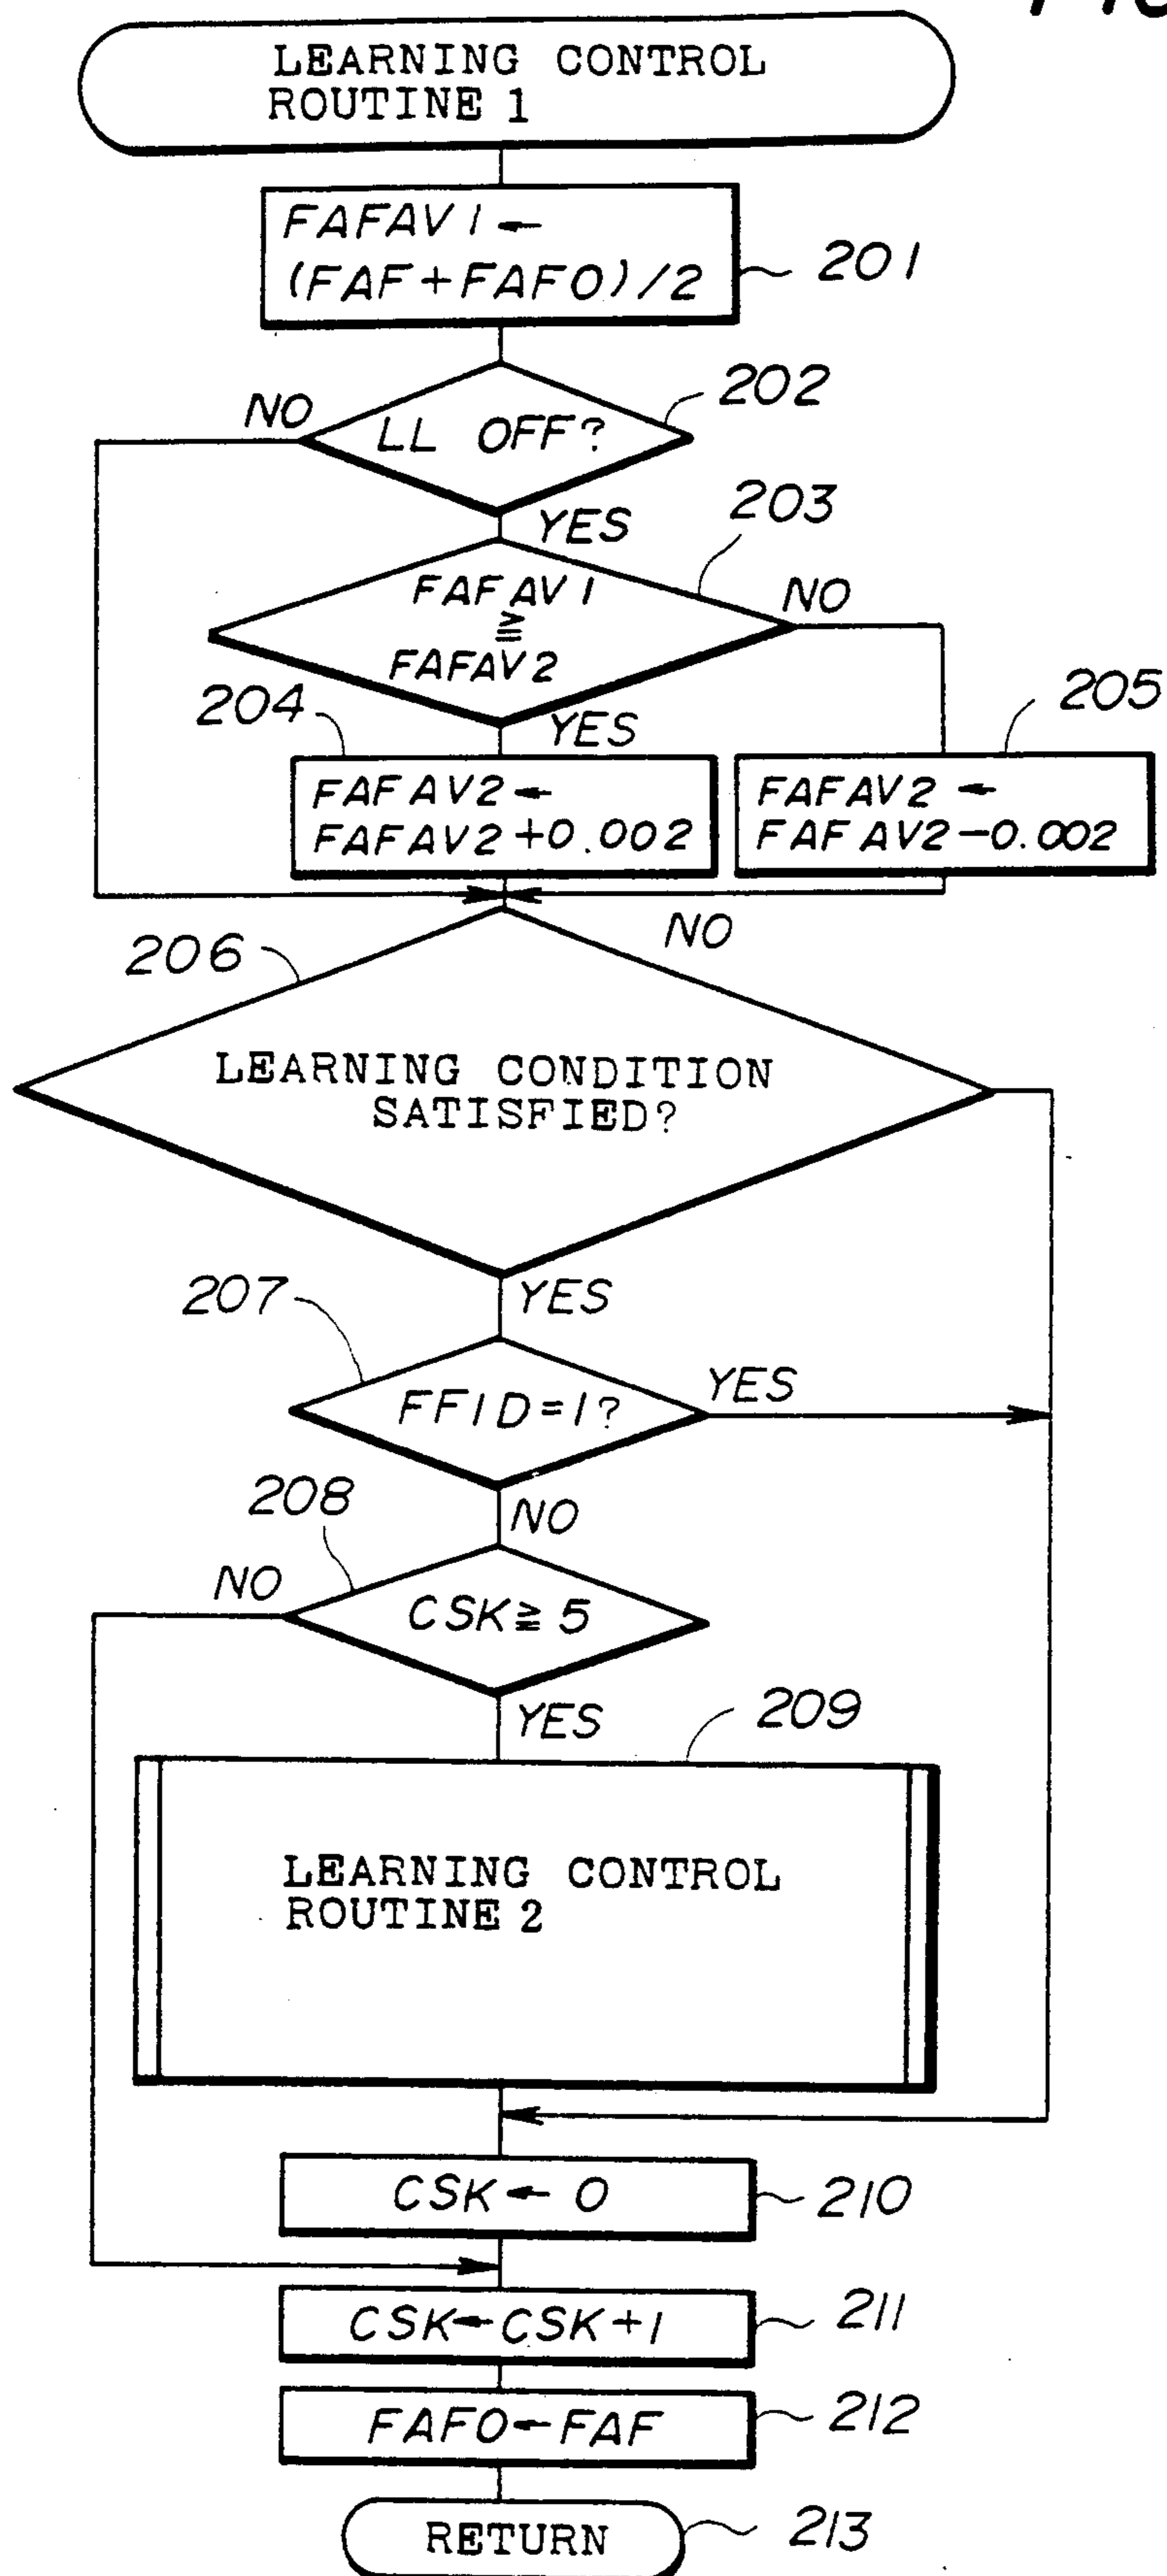 LEARNING CONTROL
ROUTINE 1
FAFAV1←
(FAF+FAFO)/2
201
202
NO
LL OFF?
203
YES
FAFAV1
≧
FAFAV2
NO
204
YES
205
FAFAV2←
FAFAV2+0.002
FAFAV2←
FAFAV2-0.002
NO
206
LEARNING CONDITION
SATISFIED?
207
YES
FFID=1?
YES
208
NO
NO
CSK≧5
YES
209
LEARNING CONTROL
ROUTINE 2
CSK←0
210
CSK←CSK+1
211
FAFO←FAF
212
RETURN
213